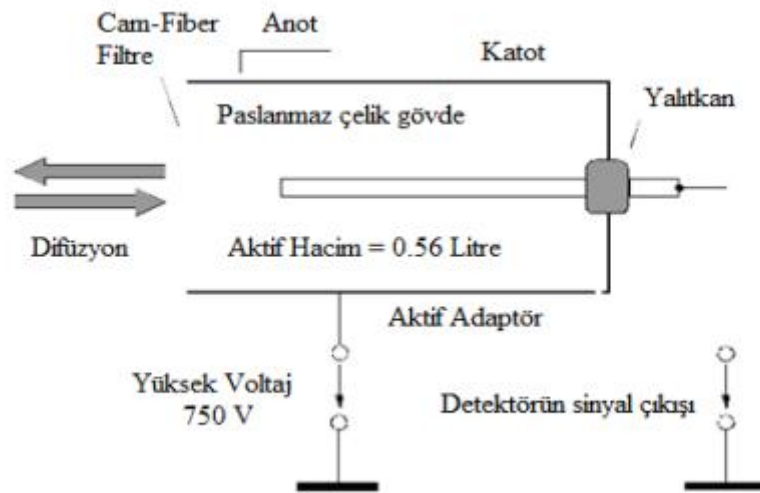 Cam-Fiber
Filtre
Anot
Katot
Yalıtkan
Paslanmaz çelik gövde
Difüzyon
Aktif Hacim = 0.56 Litre
Aktif Adaptör
Yüksek Voltaj
750 V
Detektörün sinyal çıkışı